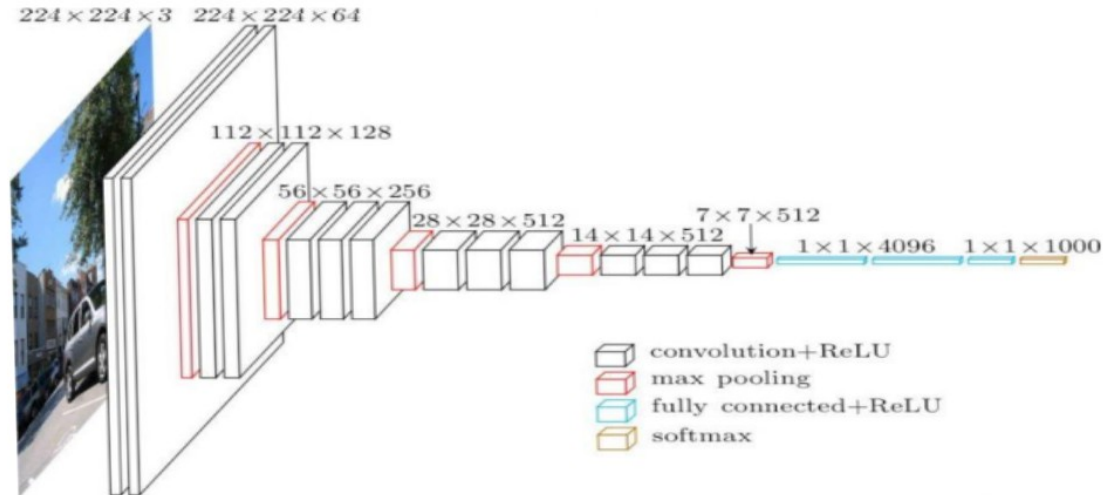 224 × 224 × 3
224 × 224 × 64
112 × 112 × 128
56 × 56 × 256
28 × 28 × 512
14 × 14 × 512
7 × 7 × 512
1 × 1 × 4096
1 × 1 × 1000
convolution+ReLU
max pooling
fully connected+ReLU
softmax